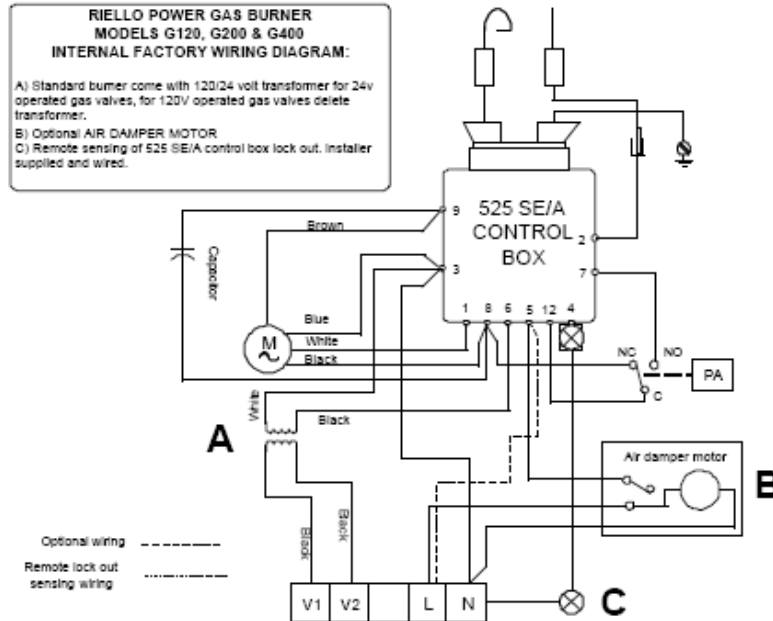 RIELLO POWER GAS BURNER
MODELS G120, G200 & G400
INTERNAL FACTORY WIRING DIAGRAM:
A) Standard burner come with 120/24 volt transformer for 24v
operated gas valves, for 120V operated gas valves delete
transformer.
B) Optional AIR DAMPER MOTOR
C) Remote sensing of 525 SE/A control box lock out. Installer
supplied and wired.
525 SE/A
CONTROL
BOX
9
3
2
7
1 8 6 5 12 4
Brown
Capacitor
Blue
White
Black
M
NC
NO
C
PA
White
Black
A
Air damper motor
B
Black
Black
Optional wiring
Remote lock out
sensing wiring
V1 V2 L N
C